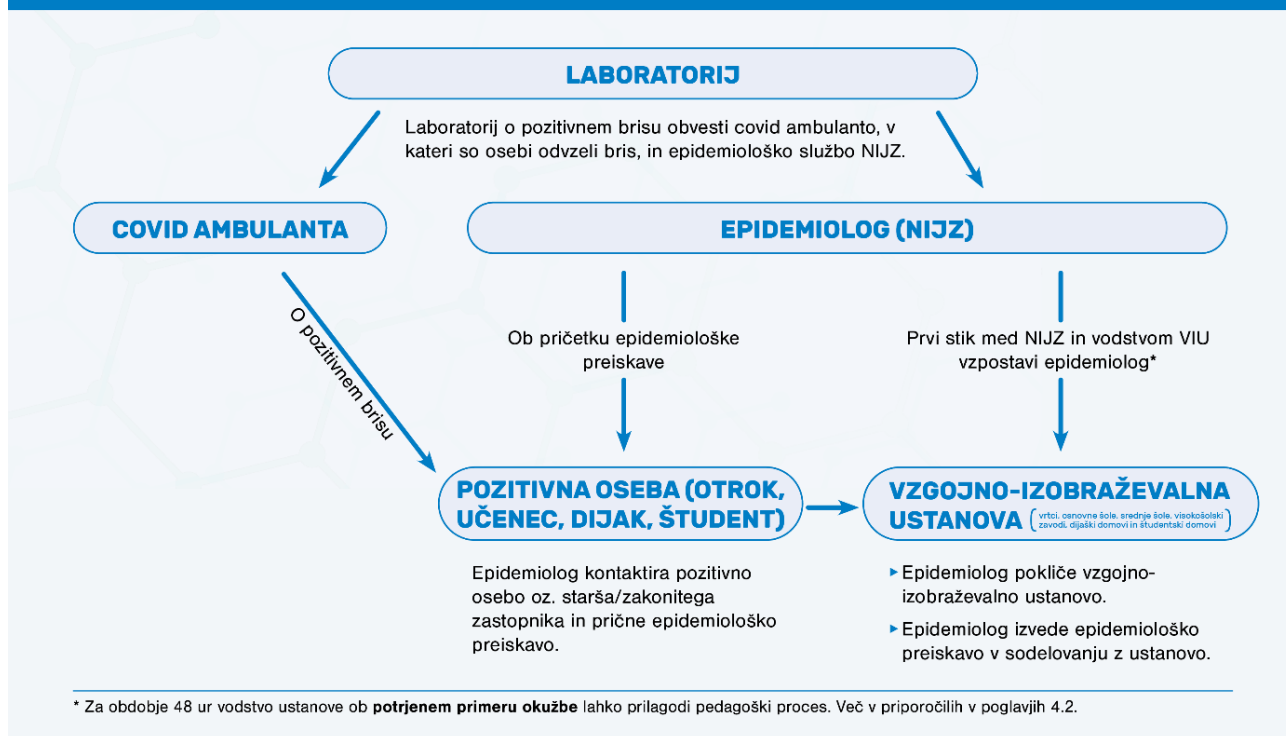 LABORATORIJ
Laboratorij o pozitivnem brisu obvesti covid ambulanto, v
kateri so osebi odvzeli bris, in epidemiološko službo NIJZ.
COVID AMBULANTA
EPIDEMIOLOG (NIJZ)
O pozitivnem brisu
Ob pričetku epidemiološke
preiskave
Prvi stik med NIJZ in vodstvom VIU
vzpostavi epidemiolog*
POZITIVNA OSEBA (OTROK,
UČENEC, DIJAK, ŠTUDENT)
VZGOJNO-IZOBRAŽEVALNA
USTANOVA (vrtci, osnovne šole, srednje šole, visokošolski
zavodi, dijaški domovi in študentski domovi)
Epidemiolog kontaktira pozitivno
osebo oz. starša/zakonitega
zastopnika in prične epidemiološko
preiskavo.
▸ Epidemiolog pokliče vzgojno-
izobraževalno ustanovo.
▸ Epidemiolog izvede epidemiološko
preiskavo v sodelovanju z ustanovo.
* Za obdobje 48 ur vodstvo ustanove ob potrjenem primeru okužbe lahko prilagodi pedagoški proces. Več v priporočilih v poglavjih 4.2.